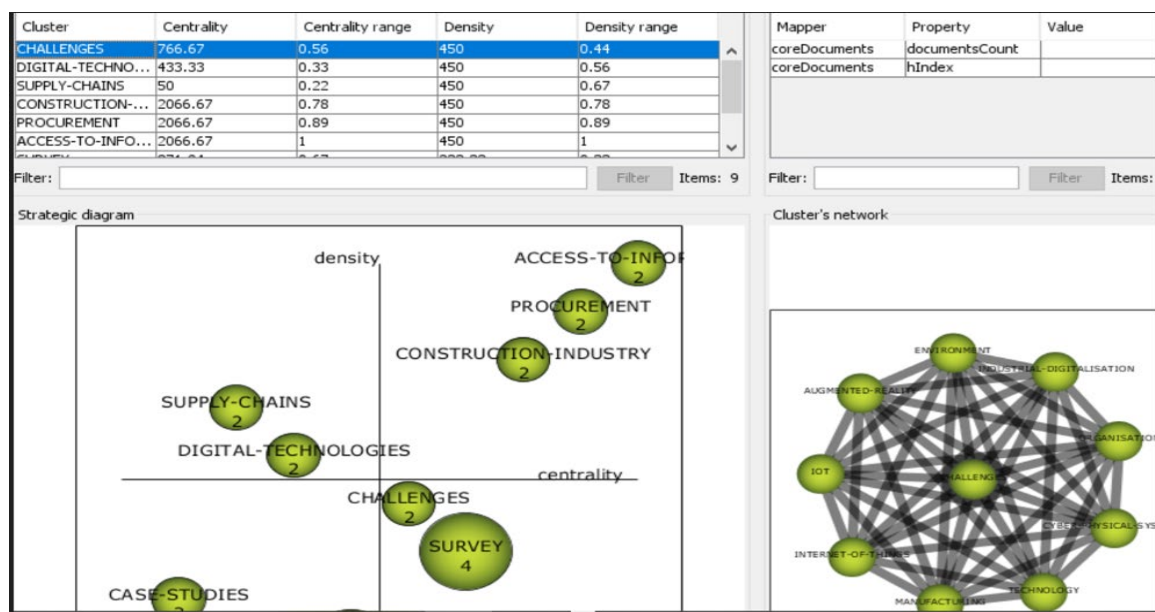 Cluster Centrality Centrality range Density Density range
CHALLENGES 766.67 0.56 450 0.44
DIGITAL-TECHNO... 433.33 0.33 450 0.56
SUPPLY-CHAINS 50 0.22 450 0.67
CONSTRUCTION-... 2066.67 0.78 450 0.78
PROCUREMENT 2066.67 0.89 450 0.89
ACCESS-TO-INFO... 2066.67 1 450 1
Filter: Filter Items: 9
Mapper Property Value
coreDocuments documentsCount
coreDocuments hIndex
Filter: Filter Items:
Strategic diagram
density
ACCESS-TO-INFOR
2
PROCUREMENT
2
CONSTRUCTION-INDUSTRY
2
SUPPLY-CHAINS
2
DIGITAL-TECHNOLOGIES
2
centrality
CHALLENGES
2
SURVEY
4
CASE-STUDIES
Cluster's network
ENVIRONMENT
INDUSTRIAL-DIGITALISATION
AUGMENTED-REALITY
ORGANISATION
IOT
CHALLENGES
CYBER-PHYSICAL-SYS
INTERNET-OF-THINGS
TECHNOLOGY
MANUFACTURING